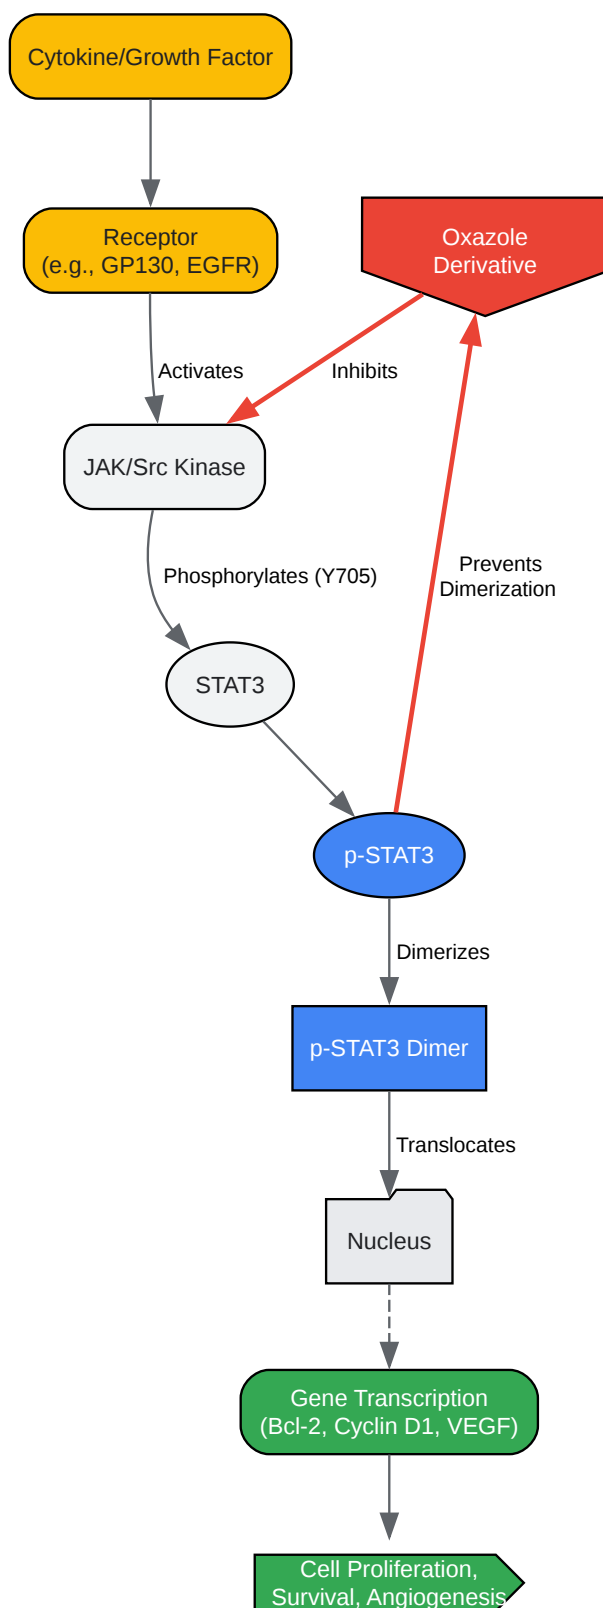 Cytokine/Growth Factor
Receptor
(e.g., GP130, EGFR)
Oxazole
Derivative
Activates
Inhibits
JAK/Src Kinase
Phosphorylates (Y705)
Prevents
Dimerization
STAT3
p-STAT3
Dimerizes
p-STAT3 Dimer
Translocates
Nucleus
Gene Transcription
(Bcl-2, Cyclin D1, VEGF)
Cell Proliferation,
Survival, Angiogenesis